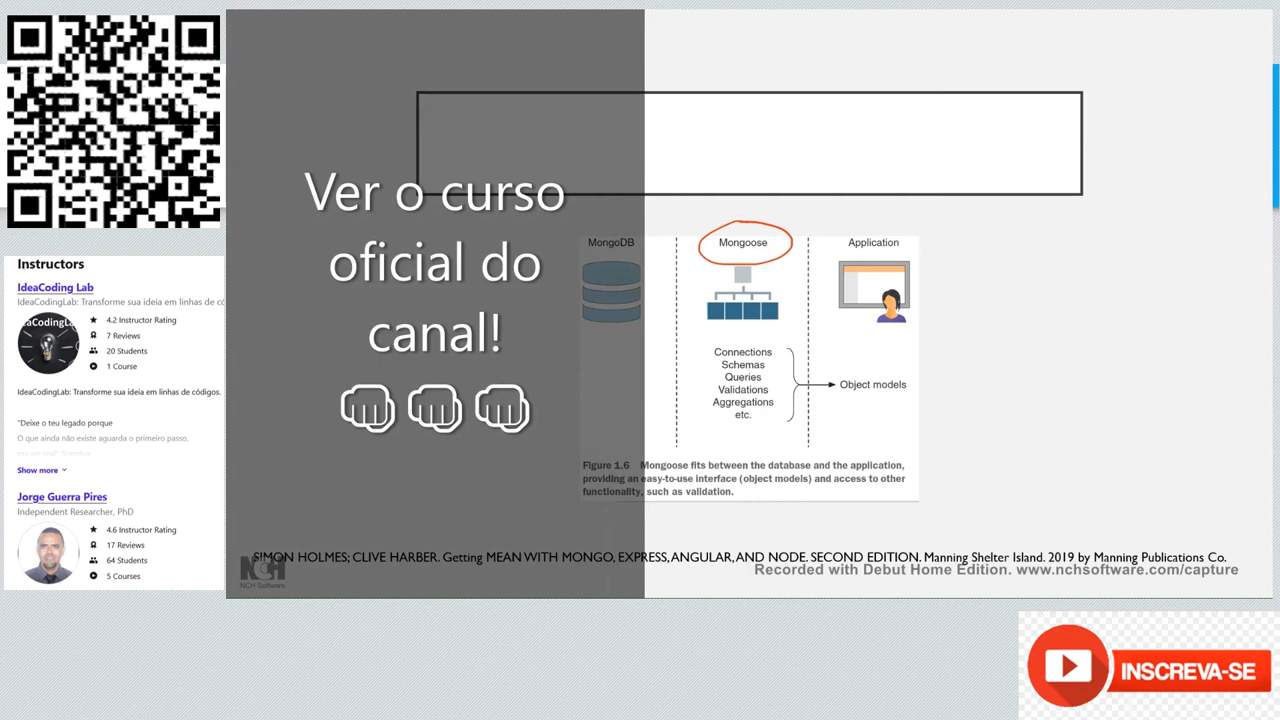 Instructors
IdeaCoding Lab
IdeaCodingLab: Transforme sua ideia em linhas de có
eaCodingLa
4.2 Instructor Rating
7 Reviews
20 Students
1 Course
IdeaCodingLab: Transforme sua ideia em linhas de códigos.
"Deixe o teu legado porque
O que ainda não existe aguarda o primeiro passo,
Show more
Jorge Guerra Pires
Independent Researcher, PhD
4.6 Instructor Rating
17 Reviews
64 Students
5 Courses
Ver o curso
oficial do
canal!
MongoDB
Mongoose
Application
Connections
Schemas
Queries
Validations
Aggregations
etc.
Object models
Figure 1.6 Mongoose fits between the database and the application,
providing an easy-to-use interface (object models) and access to other
functionality, such as validation.
SIMON HOLMES; CLIVE HARBER. Getting MEAN WITH MONGO, EXPRESS, ANGULAR, AND NODE. SECOND EDITION. Manning Shelter Island. 2019 by Manning Publications Co.
NCH
NCH Software
Recorded with Debut Home Edition. www.nchsoftware.com/capture
INSCREVA-SE